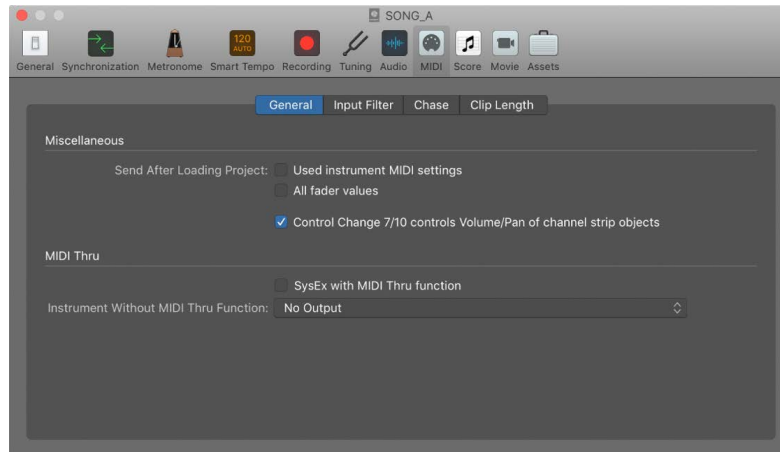 SONG_A
120
AUTO
General Synchronization Metronome Smart Tempo Recording Tuning Audio MIDI Score Movie Assets
General Input Filter Chase Clip Length
Miscellaneous
Send After Loading Project: Used instrument MIDI settings
All fader values
Control Change 7/10 controls Volume/Pan of channel strip objects
MIDI Thru
SysEx with MIDI Thru function
Instrument Without MIDI Thru Function: No Output